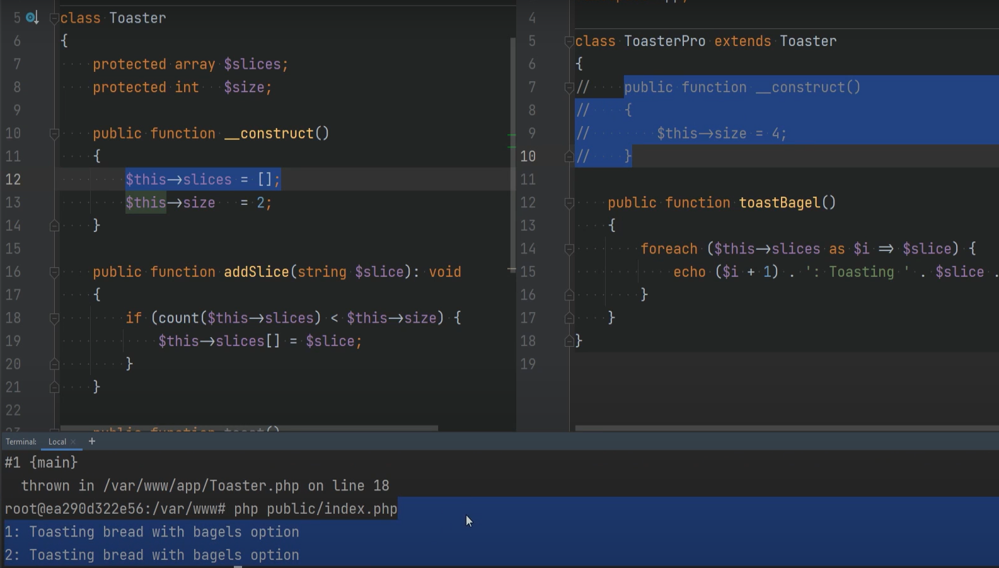 5 class Toaster
6 {
7 protected array $slices;
8 protected int $size;
9
10 public function __construct()
11 {
12 $this->slices = [];
13 $this->size = 2;
14 }
15
16 public function addSlice(string $slice): void
17 {
18 if (count($this->slices) < $this->size) {
19 $this->slices[] = $slice;
20 }
21 }
22
4
5 class ToasterPro extends Toaster
6 {
7 // public function __construct()
8 // {
9 // $this->size = 4;
10 // }
11
12 public function toastBagel()
13 {
14 foreach ($this->slices as $i => $slice) {
15 echo ($i + 1) . ': Toasting ' . $slice .
16 }
17 }
18 }
19
Terminal: Local × +
#1 {main}
thrown in /var/www/app/Toaster.php on line 18
root@ea290d322e56:/var/www# php public/index.php
1: Toasting bread with bagels option
2: Toasting bread with bagels option